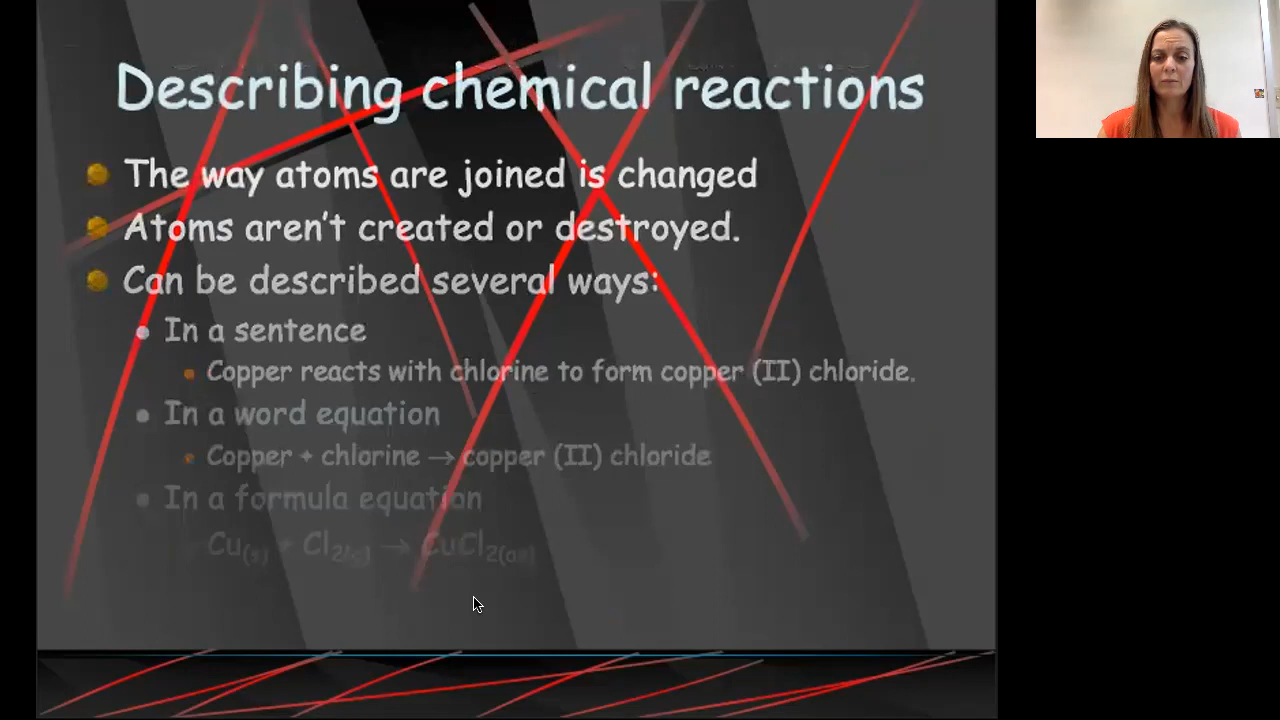 Describing chemical reactions
The way atoms are joined is changed
Atoms aren't created or destroyed.
Can be described several ways:
In a sentence
Copper reacts with chlorine to form copper (II) chloride.
In a word equation
Copper + chlorine → copper (II) chloride
In a formula equation
Cu(s) + Cl2(g) → CuCl2(aq)